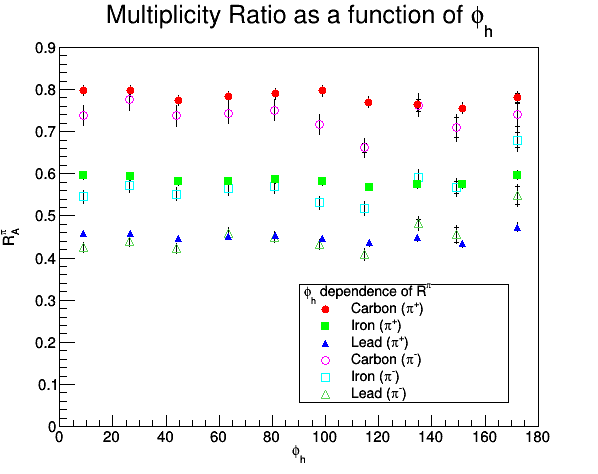 Multiplicity Ratio as a function of ϕh
RπA
0.9
0.8
0.7
0.6
0.5
0.4
0.3
0.2
0.1
0
ϕh dependence of Rπ
Carbon (π+)
Iron (π+)
Lead (π+)
Carbon (π-)
Iron (π-)
Lead (π-)
0 20 40 60 80 100 120 140 160 180
ϕh